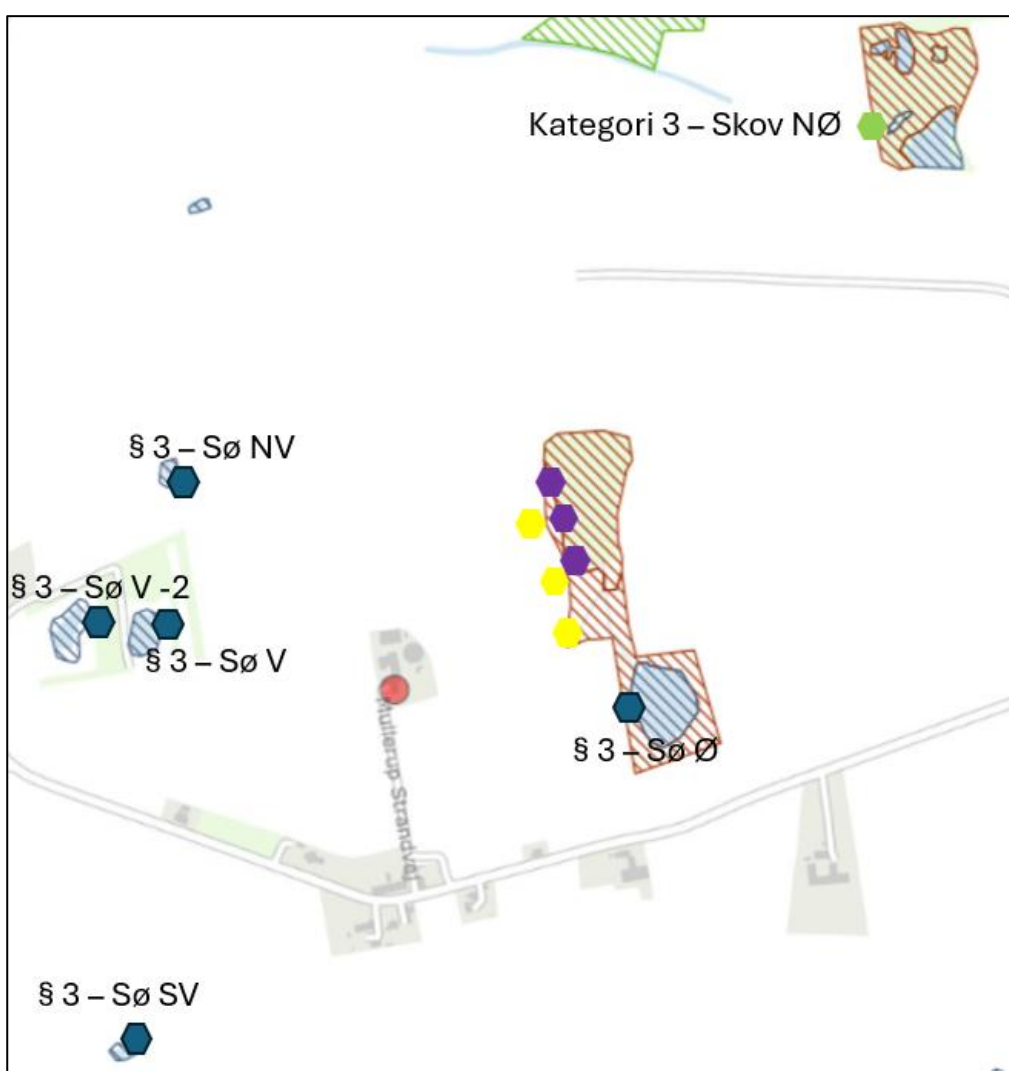 Kategori 3 – Skov NØ
§ 3 – Sø NV
§ 3 – Sø V -2
§ 3 – Sø V
§ 3 – Sø Ø
Mullerup Strandvej
§ 3 – Sø SV